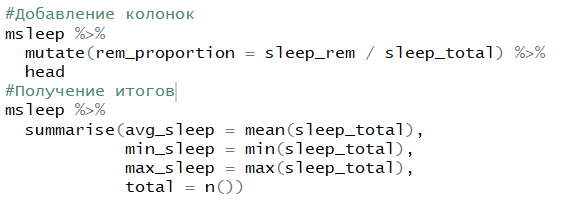 #Добавление колонок
msleep %>%
  mutate(rem_proportion = sleep_rem / sleep_total) %>%
  head
#Получение итогов
msleep %>%
  summarise(avg_sleep = mean(sleep_total),
            min_sleep = min(sleep_total),
            max_sleep = max(sleep_total),
            total = n())